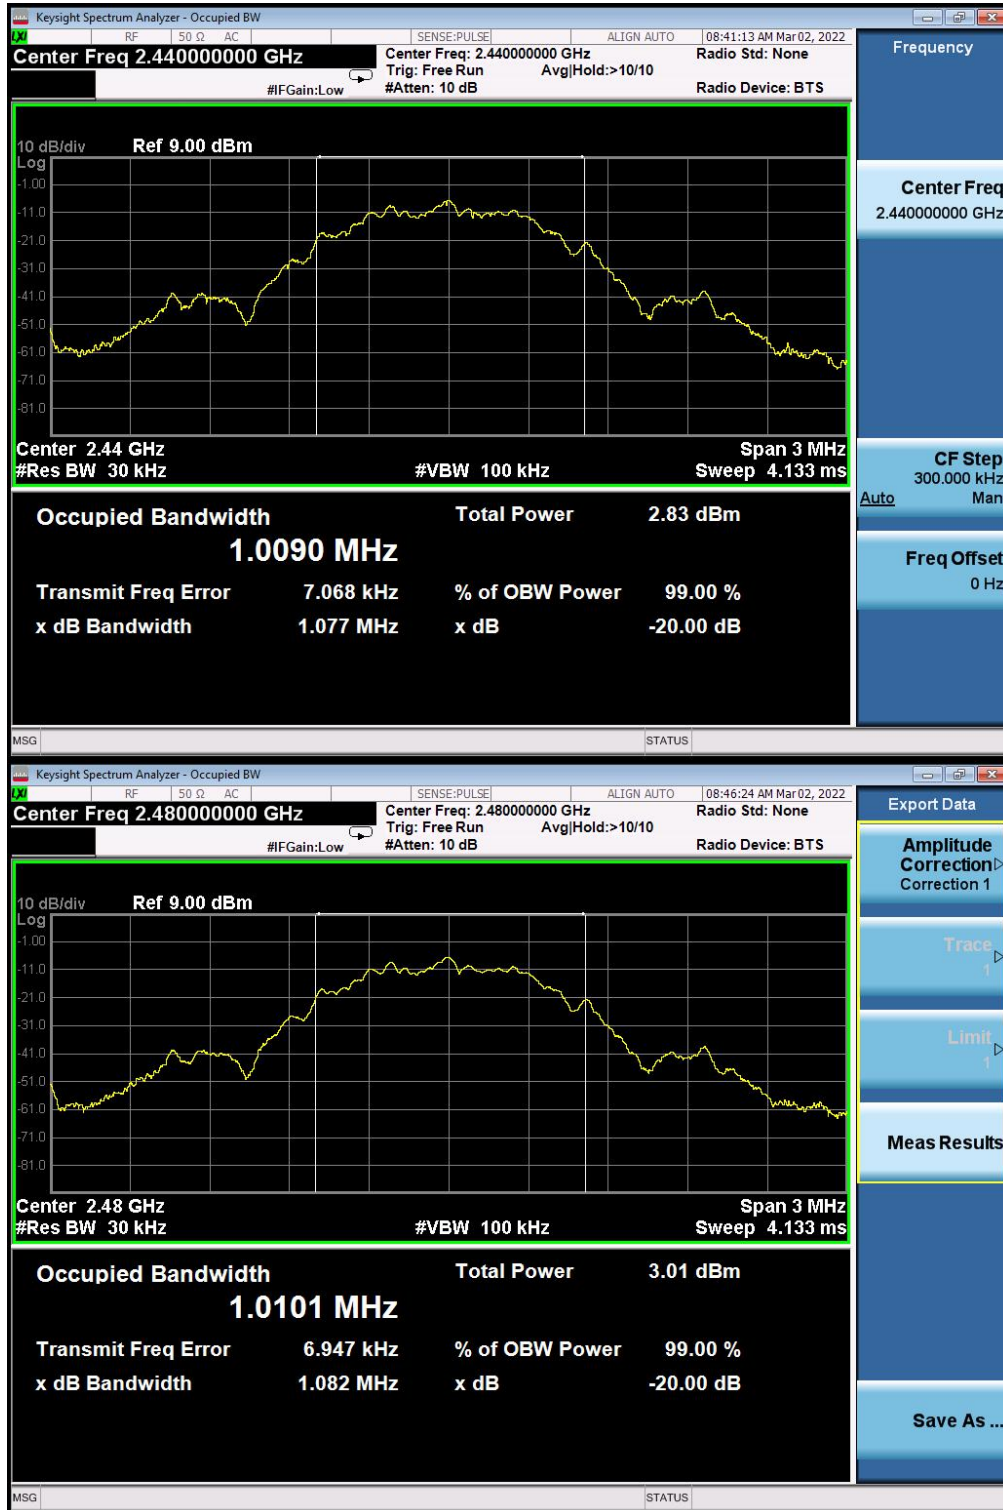 Keysight Spectrum Analyzer - Occupied BW
LXI RF 50 Ω AC SENSE:PULSE ALIGN AUTO 08:41:13 AM Mar 02, 2022
Center Freq 2.440000000 GHz
Center Freq: 2.440000000 GHz Radio Std: None
Trig: Free Run Avg|Hold:>10/10
#IFGain:Low #Atten: 10 dB Radio Device: BTS
Frequency
10 dB/div Ref 9.00 dBm
Log
-1.00
-11.0
-21.0
-31.0
-41.0
-51.0
-61.0
-71.0
-81.0
Center 2.44 GHz Span 3 MHz
#Res BW 30 kHz #VBW 100 kHz Sweep 4.133 ms
Center Freq
2.440000000 GHz
CF Step
300.000 kHz
Auto Man
Freq Offset
0 Hz
Occupied Bandwidth Total Power 2.83 dBm
1.0090 MHz
Transmit Freq Error 7.068 kHz % of OBW Power 99.00 %
x dB Bandwidth 1.077 MHz x dB -20.00 dB
MSG STATUS
Keysight Spectrum Analyzer - Occupied BW
LXI RF 50 Ω AC SENSE:PULSE ALIGN AUTO 08:46:24 AM Mar 02, 2022
Center Freq 2.480000000 GHz
Center Freq: 2.480000000 GHz Radio Std: None
Trig: Free Run Avg|Hold:>10/10
#IFGain:Low #Atten: 10 dB Radio Device: BTS
Export Data
10 dB/div Ref 9.00 dBm
Log
-1.00
-11.0
-21.0
-31.0
-41.0
-51.0
-61.0
-71.0
-81.0
Center 2.48 GHz Span 3 MHz
#Res BW 30 kHz #VBW 100 kHz Sweep 4.133 ms
Amplitude
Correction
Correction 1
Trace
1
Limit
1
Meas Results
Save As ...
Occupied Bandwidth Total Power 3.01 dBm
1.0101 MHz
Transmit Freq Error 6.947 kHz % of OBW Power 99.00 %
x dB Bandwidth 1.082 MHz x dB -20.00 dB
MSG STATUS